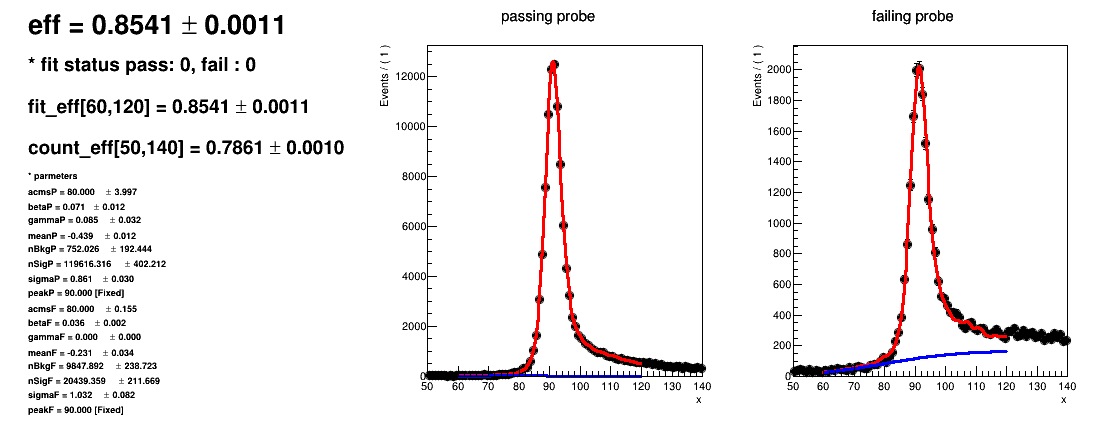 eff = 0.8541 ± 0.0011
* fit status pass: 0, fail : 0
fit_eff[60,120] = 0.8541 ± 0.0011
count_eff[50,140] = 0.7861 ± 0.0010
* parmeters
acmsP = 80.000 ± 3.997
betaP = 0.071 ± 0.012
gammaP = 0.085 ± 0.032
meanP = -0.439 ± 0.012
nBkgP = 752.026 ± 192.444
nSigP = 119616.316 ± 402.212
sigmaP = 0.861 ± 0.030
peakP = 90.000 [Fixed]
acmsF = 80.000 ± 0.155
betaF = 0.036 ± 0.002
gammaF = 0.000 ± 0.000
meanF = -0.231 ± 0.034
nBkgF = 9847.892 ± 238.723
nSigF = 20439.359 ± 211.669
sigmaF = 1.032 ± 0.082
peakF = 90.000 [Fixed]
passing probe
Events / ( 1 )
12000
10000
8000
6000
4000
2000
0
50 60 70 80 90 100 110 120 130 140
x
failing probe
Events / ( 1 )
2000
1800
1600
1400
1200
1000
800
600
400
200
0
50 60 70 80 90 100 110 120 130 140
x